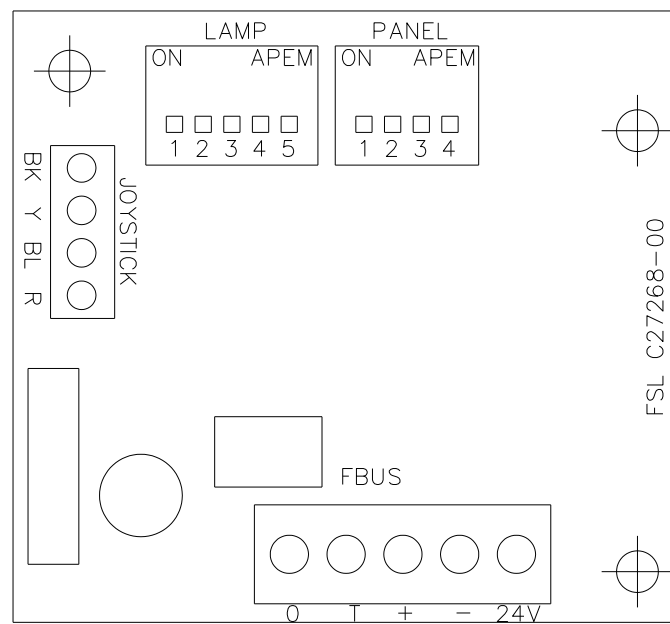 LAMP
ON APEM
1 2 3 4 5
PANEL
ON APEM
1 2 3 4
BK Y BL R
JOYSTICK
FSL C27268-00
FBUS
0 T + - 24V